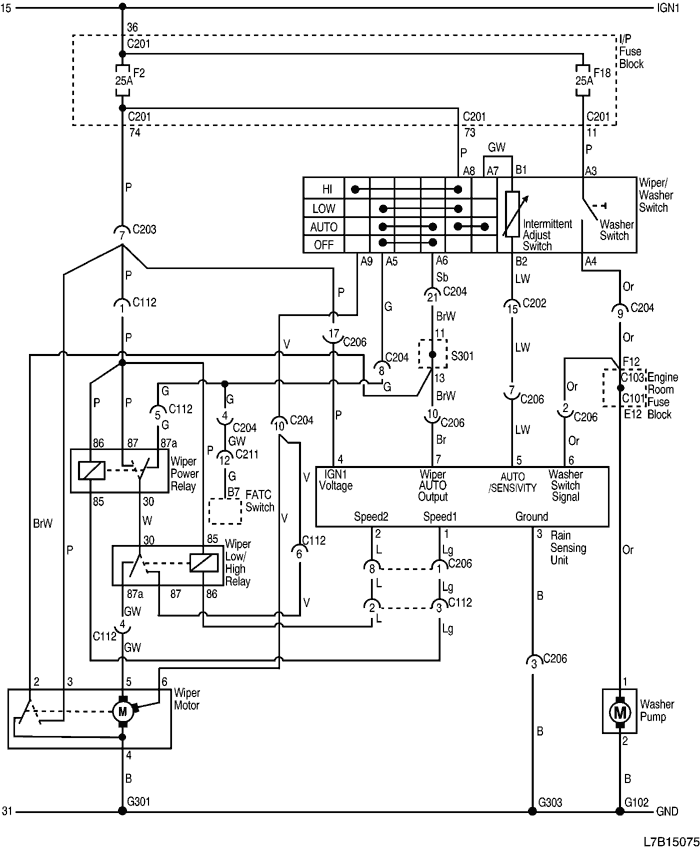 15
IGN1
36
C201
I/P
Fuse
Block
F2
25A
F18
25A
C201
74
C201
73
C201
11
P
P
P
GW
A8
A7
B1
A3
Wiper/
Washer
Switch
HI
LOW
AUTO
OFF
Intermittent
Adjust
Switch
Washer
Switch
7
C203
A9
A5
A6
B2
A4
P
P
G
Sb
LW
Or
21
C204
1
C112
15
C202
9
C204
BrW
17
C206
V
P
LW
Or
11
S301
13
C204
8
G
F12
C103
C101
E12
Engine
Room
Fuse
Block
G
5
C112
G
G
4
C204
GW
P
12
C211
G
B7
FATC
Switch
P
P
10
C204
P
BrW
10
C206
Br
7
C206
LW
Or
2
C206
Or
86
87
87a
Wiper
Power
Relay
85
30
W
4
7
5
6
IGN1
Voltage
Wiper
AUTO
Output
AUTO
/SENSIVITY
Washer
Switch
Signal
Speed2
Speed1
Ground
2
1
3
Rain
Sensing
Unit
V
V
BrW
P
30
85
Wiper
Low/
High
Relay
C112
6
V
87a
87
86
L
Lg
8
1
C206
L
Lg
2
3
C112
L
Lg
B
Or
GW
C112
4
GW
3
C206
2
3
5
6
Wiper
Motor
M
4
B
B
1
Washer
Pump
M
2
B
31
G301
G303
G102
GND
L7B15075